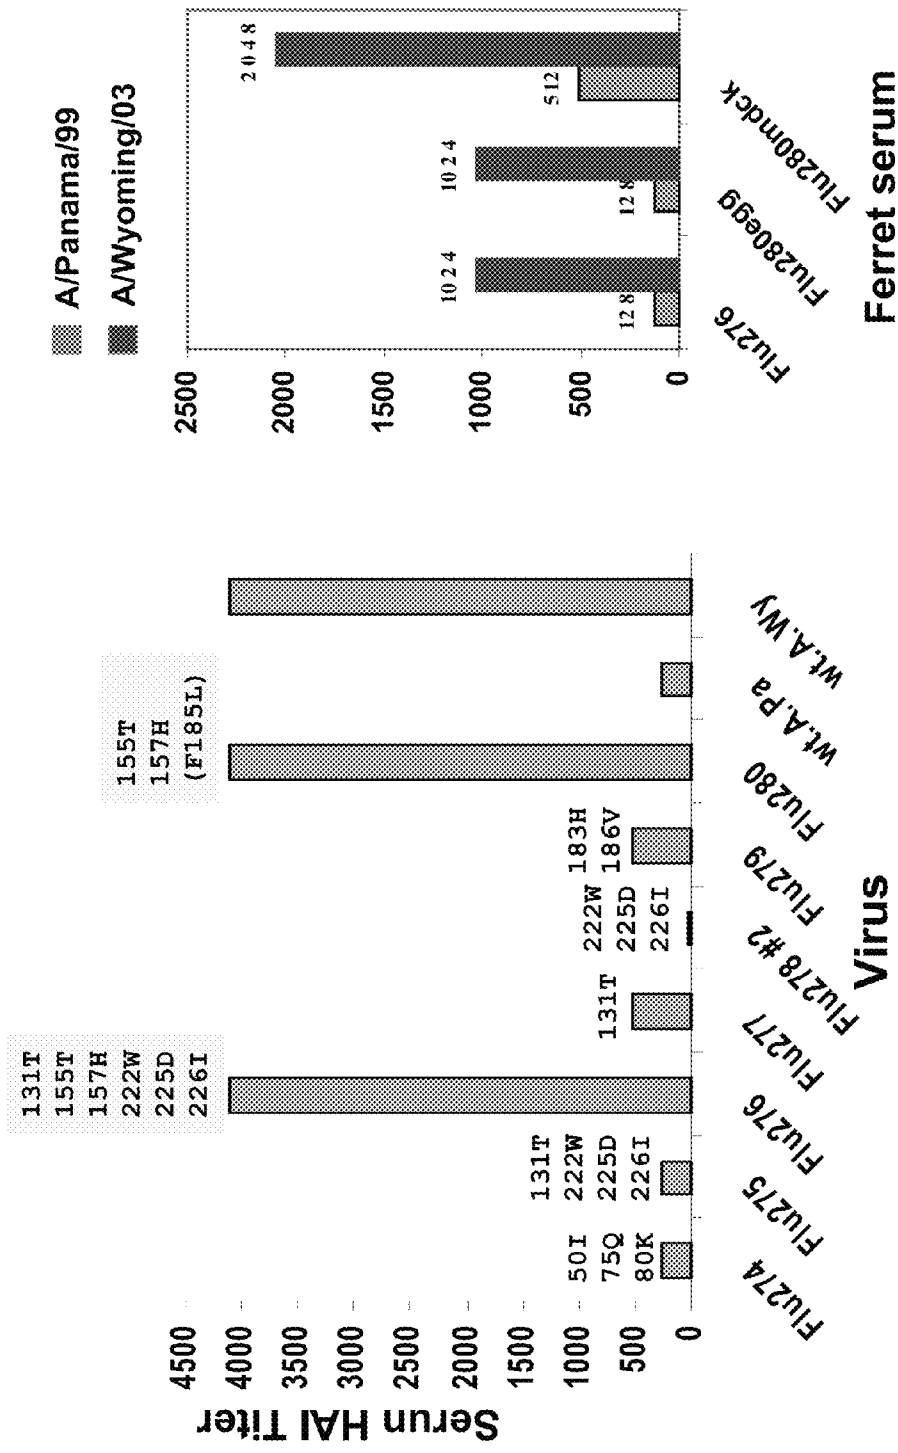 Serun HAI Titer
4500
4000
3500
3000
2500
2000
1500
1000
500
0
50I
75Q
80K
131T
222W
225D
226I
131T
155T
157H
222W
225D
226I
131T
222W
225D
226I
183H
186V
155T
157H
(F185L)
Flu274
Flu275
Flu276
Flu277
Flu278 #2
Flu279
Flu280
wt.A.Pa
wt.A.Wy
Virus
A/Panama/99
A/Wyoming/03
2500
2000
1500
1000
500
0
128
1024
128
1024
512
2048
Flu276
Flu280egg
Flu280mdck
Ferret serum